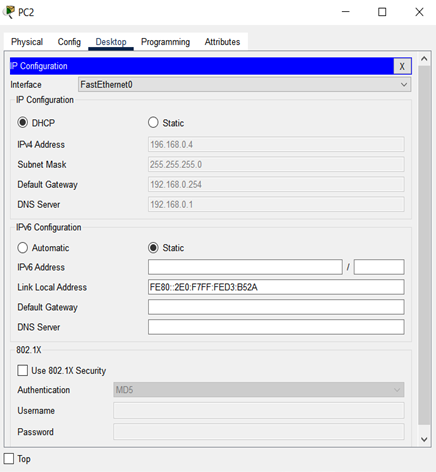 PC2
Physical Config Desktop Programming Attributes
IP Configuration X
Interface FastEthernet0
IP Configuration
DHCP Static
IPv4 Address 196.168.0.4
Subnet Mask 255.255.255.0
Default Gateway 192.168.0.254
DNS Server 192.168.0.1
IPv6 Configuration
Automatic Static
IPv6 Address /
Link Local Address FE80::2E0:F7FF:FED3:B52A
Default Gateway
DNS Server
802.1X
Use 802.1X Security
Authentication MD5
Username
Password
Top